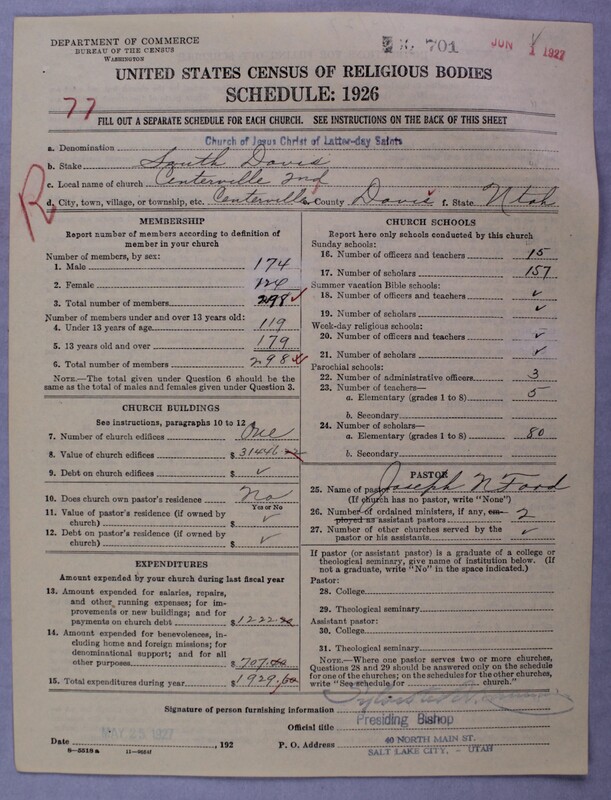 DEPARTMENT OF COMMERCE
BUREAU OF THE CENSUS
WASHINGTON
No. 701
JUN 1 1927
UNITED STATES CENSUS OF RELIGIOUS BODIES
SCHEDULE: 1926
77
FILL OUT A SEPARATE SCHEDULE FOR EACH CHURCH. SEE INSTRUCTIONS ON THE BACK OF THIS SHEET
R
a. Denomination Church of Jesus Christ of Latter-day Saints
b. Stake South Davis
c. Local name of church Centerville 2nd
d. City, town, village, or township, etc. Centerville e. County Davis f. State Utah
MEMBERSHIP
Report number of members according to definition of
member in your church
Number of members, by sex:
1. Male 174
2. Female 124
3. Total number of members 298
Number of members under and over 13 years old:
4. Under 13 years of age 119
5. 13 years old and over 179
6. Total number of members 298
NOTE.—The total given under Question 6 should be the
same as the total of males and females given under Question 3.
CHURCH BUILDINGS
See instructions, paragraphs 10 to 12
7. Number of church edifices One
8. Value of church edifices $31446
9. Debt on church edifices $ ✓
10. Does church own pastor's residence No
Yes or No
11. Value of pastor's residence (if owned by
church) $ ✓
12. Debt on pastor's residence (if owned by
church) $ ✓
EXPENDITURES
Amount expended by your church during last fiscal year
13. Amount expended for salaries, repairs,
and other running expenses; for im-
provements or new buildings; and for
payments on church debt $1222.
14. Amount expended for benevolences, in-
cluding home and foreign missions; for
denominational support; and for all
other purposes $707.
15. Total expenditures during year $1929.
CHURCH SCHOOLS
Report here only schools conducted by this church
Sunday schools:
16. Number of officers and teachers 15
17. Number of scholars 157
Summer vacation Bible schools:
18. Number of officers and teachers ✓
19. Number of scholars ✓
Week-day religious schools:
20. Number of officers and teachers ✓
21. Number of scholars ✓
Parochial schools:
22. Number of administrative officers 3
23. Number of teachers—
a. Elementary (grades 1 to 8) 5
b. Secondary
24. Number of scholars—
a. Elementary (grades 1 to 8) 80
b. Secondary
PASTOR
25. Name of pastor Joseph N Ford
(If church has no pastor, write "None")
26. Number of ordained ministers, if any, em-
ployed as assistant pastors 2
27. Number of other churches served by the
pastor or his assistants ✓
If pastor (or assistant pastor) is a graduate of a college or
theological seminary, give name of institution below. (If
not a graduate, write "No" in the space indicated.)
Pastor:
28. College
29. Theological seminary
Assistant pastor:
30. College
31. Theological seminary
NOTE.—Where one pastor serves two or more churches,
Questions 28 and 29 should be answered only on the schedule
for one of the churches; on the schedules for the other churches,
write "See schedule for church."
Signature of person furnishing information
Official title Presiding Bishop
Date MAY 25 1927, 192 P. O. Address 40 NORTH MAIN ST.
SALT LAKE CITY, - UTAH
8-5518a